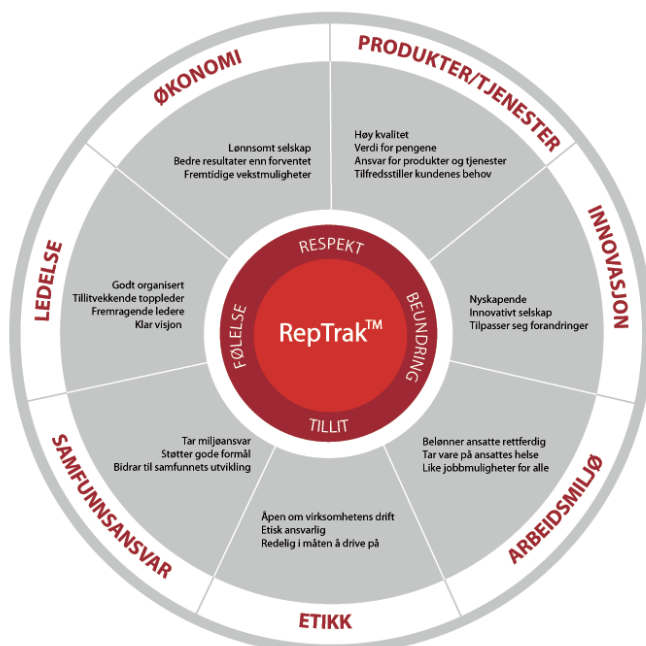 ØKONOMI
Lønnsomt selskap
Bedre resultater enn forventet
Fremtidige vekstmuligheter
PRODUKTER/TJENESTER
Høy kvalitet
Verdi for pengene
Ansvar for produkter og tjenester
Tilfredsstiller kundenes behov
INNOVASJON
Nyskapende
Innovativt selskap
Tilpasser seg forandringer
ARBEIDSMILJØ
Belønner ansatte rettferdig
Tar vare på ansattes helse
Like jobbmuligheter for alle
ETIKK
Åpen om virksomhetens drift
Etisk ansvarlig
Redelig i måten å drive på
SAMFUNNSANSVAR
Tar miljøansvar
Støtter gode formål
Bidrar til samfunnets utvikling
LEDELSE
Godt organisert
Tillitvekkende toppleder
Fremragende ledere
Klar visjon
RESPEKT
BEUNDRING
TILLIT
FØLELSE
RepTrak™